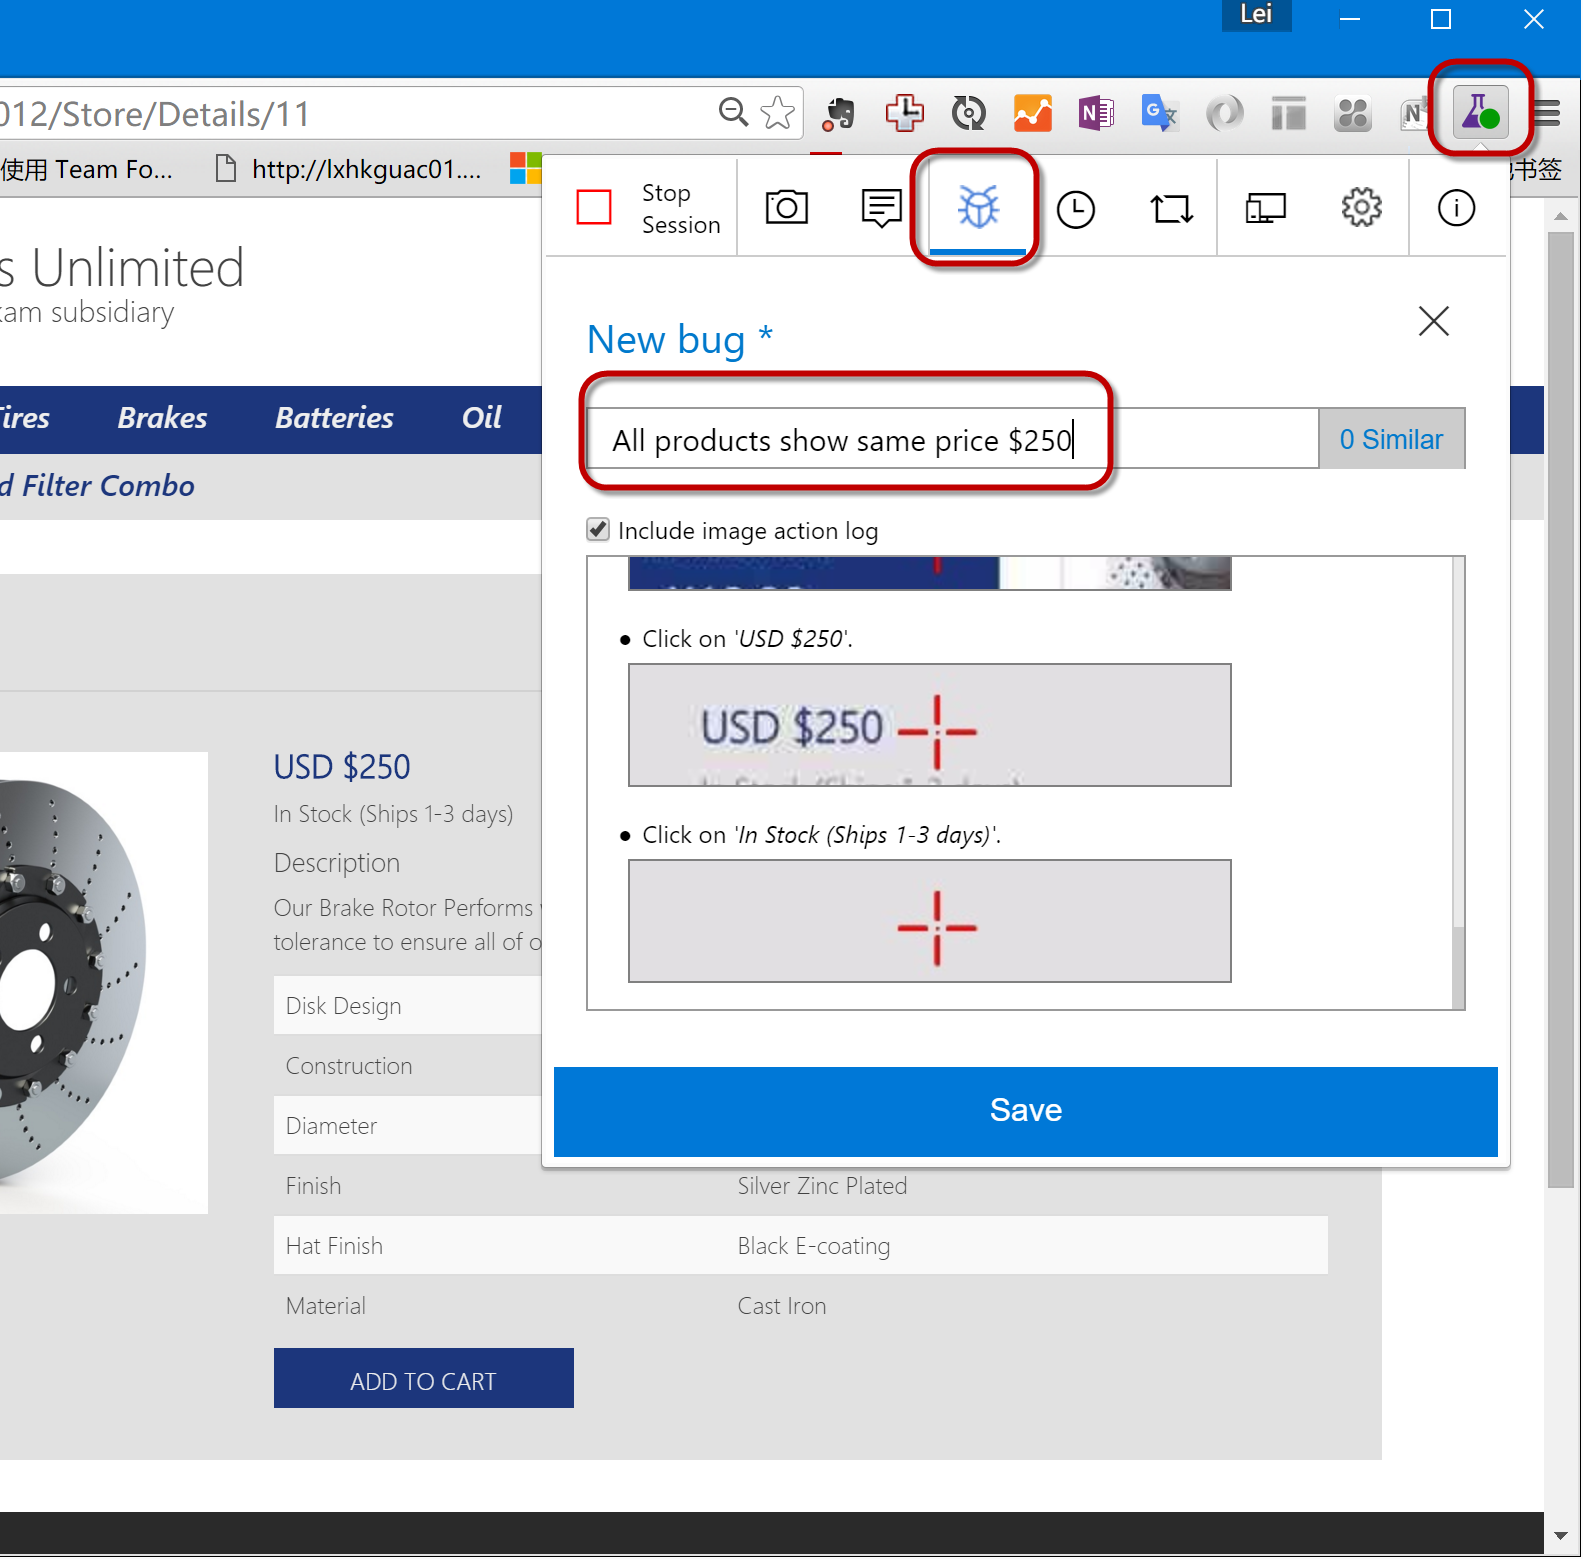 Lei
012/Store/Details/11
使用 Team Fo...
http://lxhkguac01....
书签
Stop
Session
s Unlimited
kam subsidiary
New bug *
ires
Brakes
Batteries
Oil
All products show same price $250
0 Similar
d Filter Combo
Include image action log
• Click on 'USD $250'.
USD $250
• Click on 'In Stock (Ships 1-3 days)'.
USD $250
In Stock (Ships 1-3 days)
Description
Our Brake Rotor Performs
tolerance to ensure all of o
Disk Design
Construction
Diameter
Save
Finish
Silver Zinc Plated
Hat Finish
Black E-coating
Material
Cast Iron
ADD TO CART